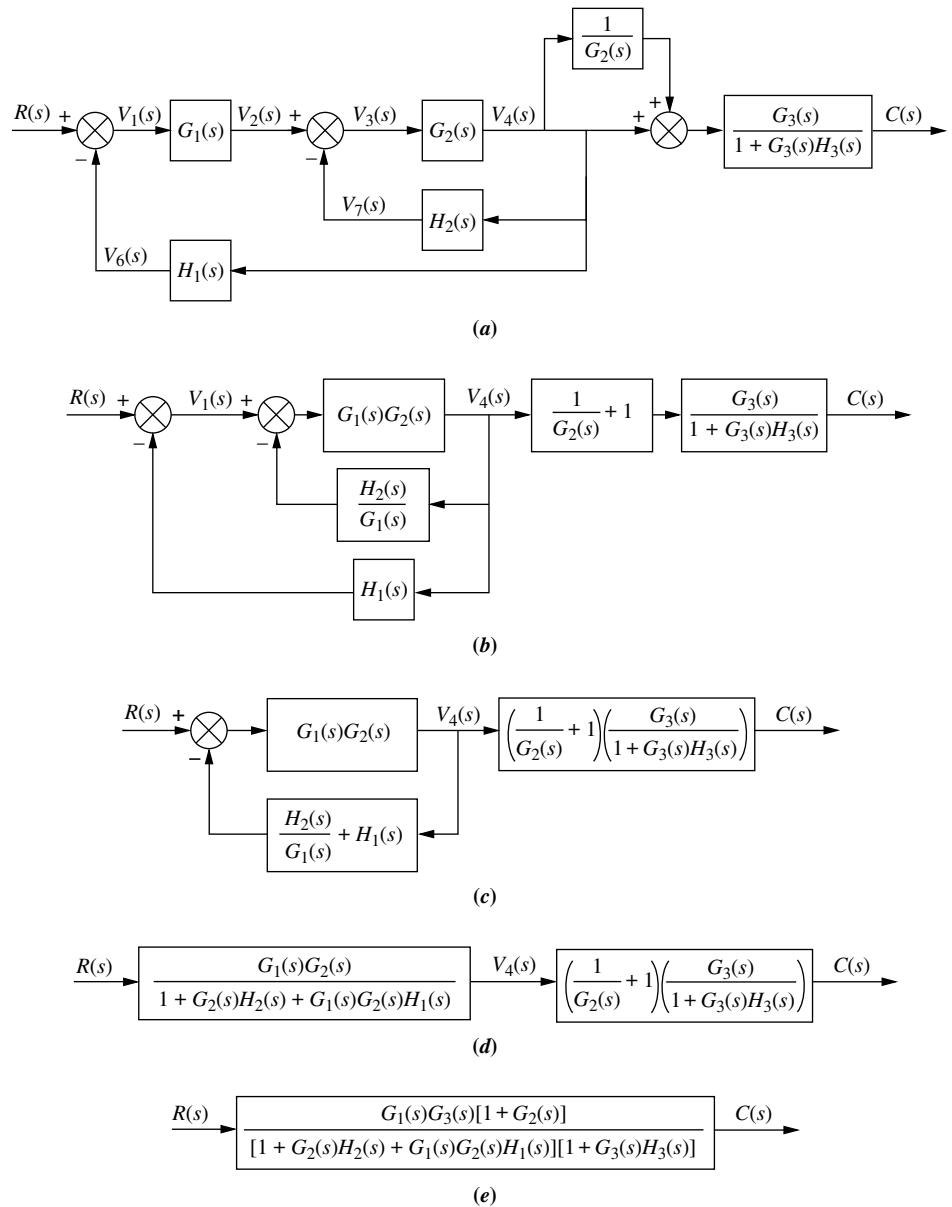 1
G2(s)
R(s) + V1(s) G1(s) V2(s) + V3(s) G2(s) V4(s) + + G3(s) C(s)
1 + G3(s)H3(s)
− −
V7(s) H2(s)
V6(s) H1(s)
(a)
R(s) + V1(s) + G1(s)G2(s) V4(s) 1 + 1 G3(s) C(s)
G2(s) 1 + G3(s)H3(s)
− −
H2(s)
G1(s)
H1(s)
(b)
R(s) + G1(s)G2(s) V4(s) (1 + 1)(G3(s)) C(s)
G2(s) 1 + G3(s)H3(s)
−
H2(s) + H1(s)
G1(s)
(c)
R(s) G1(s)G2(s) V4(s) (1 + 1)(G3(s)) C(s)
1 + G2(s)H2(s) + G1(s)G2(s)H1(s) G2(s) 1 + G3(s)H3(s)
(d)
R(s) G1(s)G3(s)[1 + G2(s)] C(s)
[1 + G2(s)H2(s) + G1(s)G2(s)H1(s)][1 + G3(s)H3(s)]
(e)